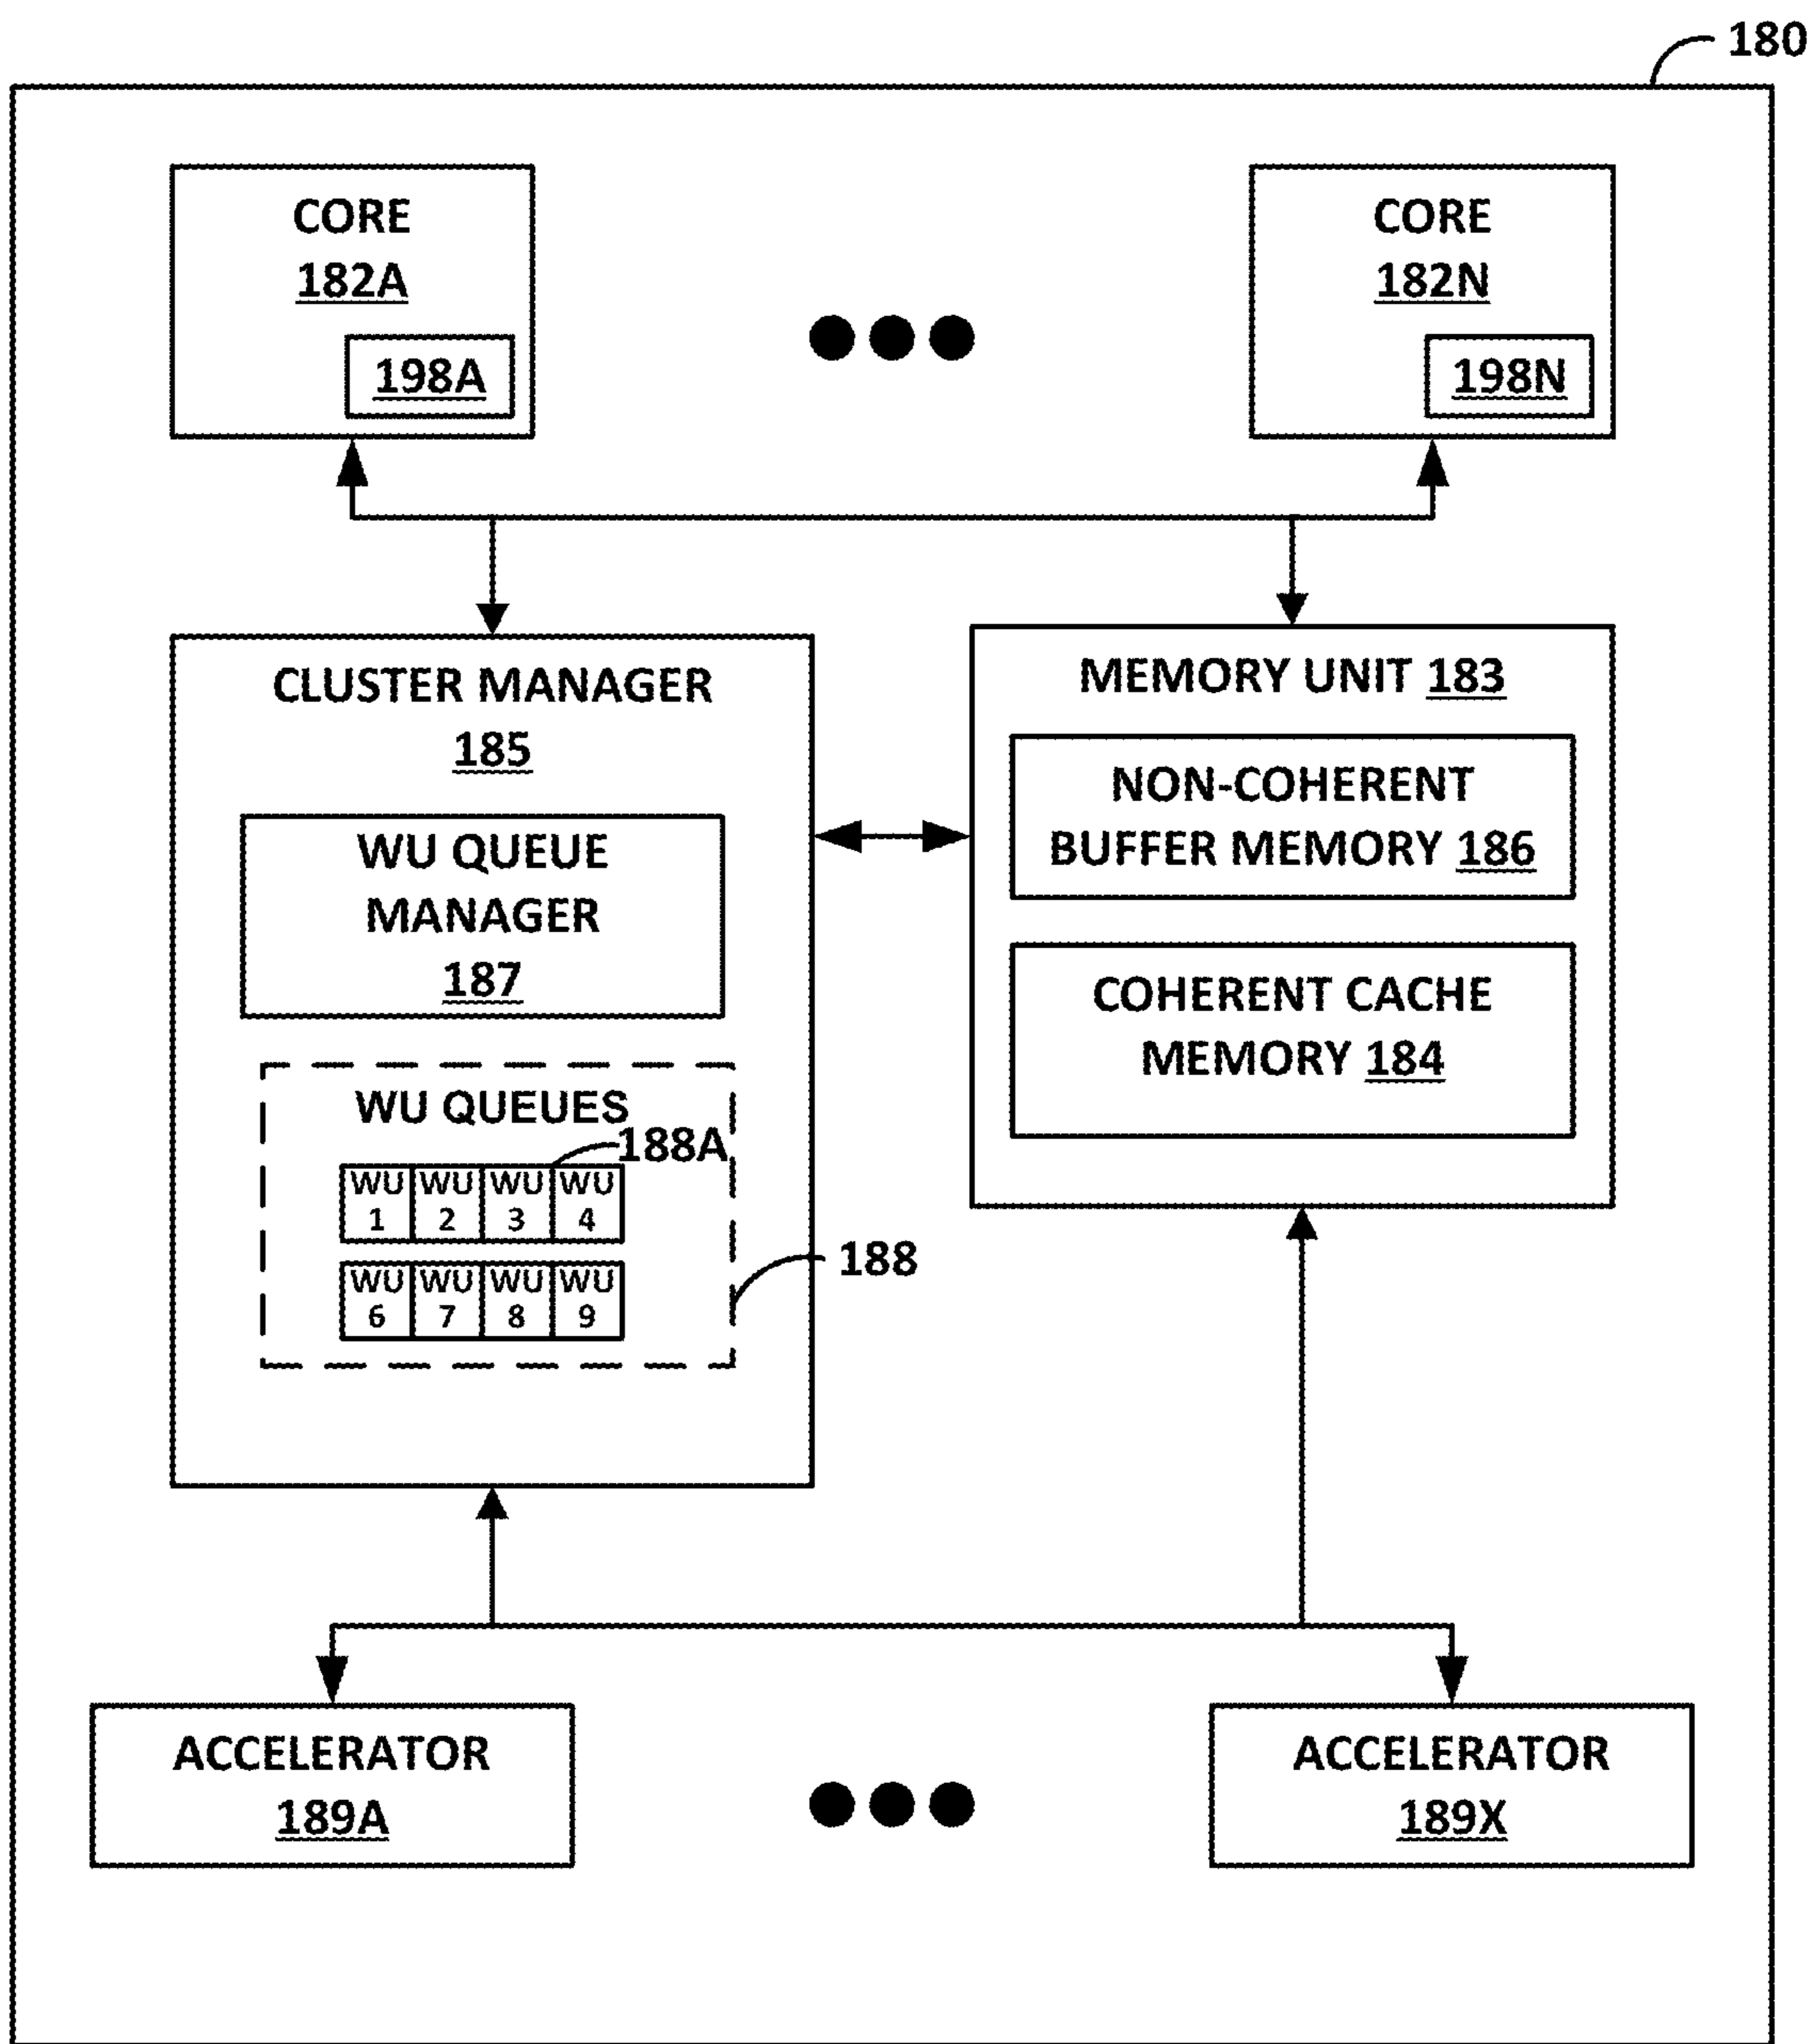 180
CORE
182A
198A
CORE
182N
198N
CLUSTER MANAGER
185
WU QUEUE
MANAGER
187
WU QUEUES
188A
WU WU WU WU
1 2 3 4
WU WU WU WU
6 7 8 9
188
MEMORY UNIT 183
NON-COHERENT
BUFFER MEMORY 186
COHERENT CACHE
MEMORY 184
ACCELERATOR
189A
ACCELERATOR
189X